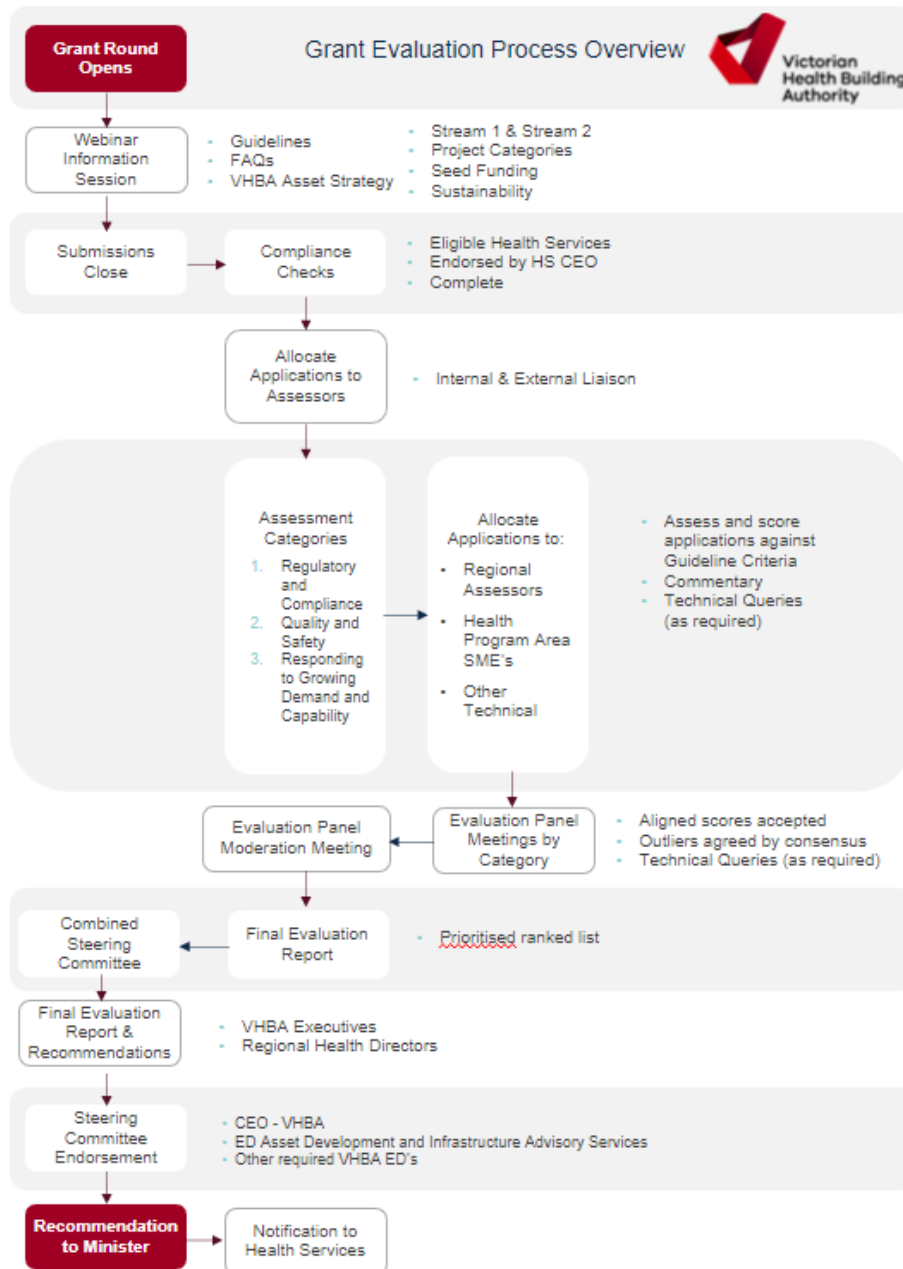 Grant Round
Opens
Grant Evaluation Process Overview
Victorian
Health Building
Authority
Webinar
Information
Session
- Guidelines
- FAQs
- VHBA Asset Strategy
- Stream 1 & Stream 2
- Project Categories
- Seed Funding
- Sustainability
Submissions
Close
Compliance
Checks
- Eligible Health Services
- Endorsed by HS CEO
- Complete
Allocate
Applications to
Assessors
- Internal & External Liaison
Assessment
Categories
1. Regulatory
and
Compliance
2. Quality and
Safety
3. Responding
to Growing
Demand and
Capability
Allocate
Applications to:
• Regional
Assessors
• Health
Program Area
SME's
• Other
Technical
- Assess and score
applications against
Guideline Criteria
- Commentary
- Technical Queries
(as required)
Evaluation Panel
Moderation Meeting
Evaluation Panel
Meetings by
Category
- Aligned scores accepted
- Outliers agreed by consensus
- Technical Queries (as required)
Combined
Steering
Committee
Final Evaluation
Report
- Prioritised ranked list
Final Evaluation
Report &
Recommendations
- VHBA Executives
- Regional Health Directors
Steering
Committee
Endorsement
- CEO - VHBA
- ED Asset Development and Infrastructure Advisory Services
- Other required VHBA ED's
Recommendation
to Minister
Notification to
Health Services